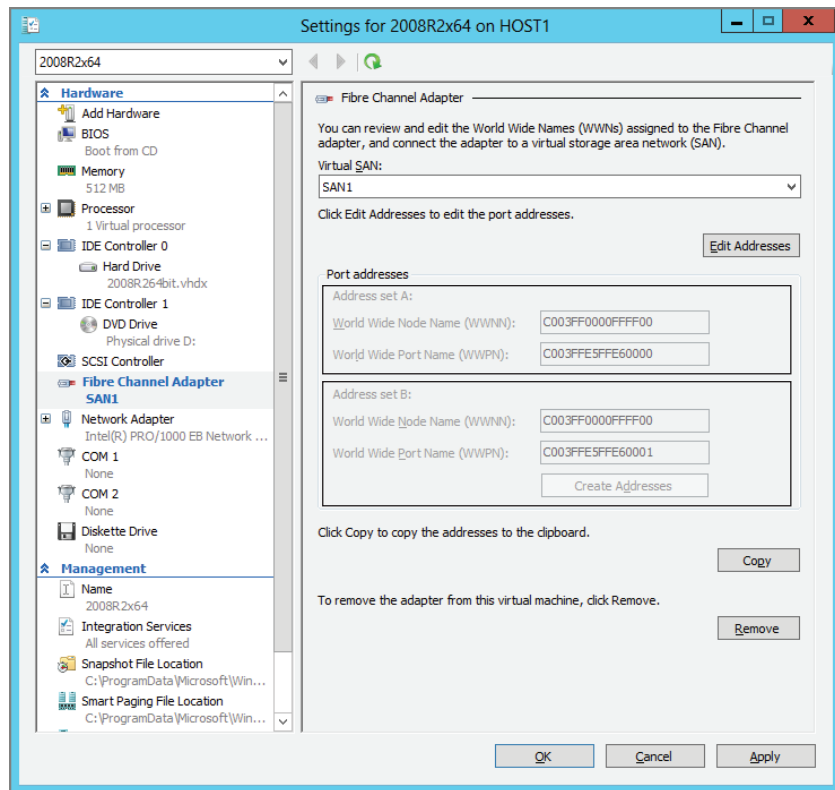 Settings for 2008R2x64 on HOST1
2008R2x64
Hardware
Add Hardware
BIOS
Boot from CD
Memory
512 MB
Processor
1 Virtual processor
IDE Controller 0
Hard Drive
2008R264bit.vhdx
IDE Controller 1
DVD Drive
Physical drive D:
SCSI Controller
Fibre Channel Adapter
SAN1
Network Adapter
Intel(R) PRO/1000 EB Network ...
COM 1
None
COM 2
None
Diskette Drive
None
Management
Name
2008R2x64
Integration Services
All services offered
Snapshot File Location
C:\ProgramData\Microsoft\Win...
Smart Paging File Location
C:\ProgramData\Microsoft\Win...
Fibre Channel Adapter
You can review and edit the World Wide Names (WWNs) assigned to the Fibre Channel
adapter, and connect the adapter to a virtual storage area network (SAN).
Virtual SAN:
SAN1
Click Edit Addresses to edit the port addresses.
Edit Addresses
Port addresses
Address set A:
World Wide Node Name (WWNN): C003FF0000FFFF00
World Wide Port Name (WWPN): C003FFE5FFE60000
Address set B:
World Wide Node Name (WWNN): C003FF0000FFFF00
World Wide Port Name (WWPN): C003FFE5FFE60001
Create Addresses
Click Copy to copy the addresses to the clipboard.
Copy
To remove the adapter from this virtual machine, click Remove.
Remove
OK Cancel Apply